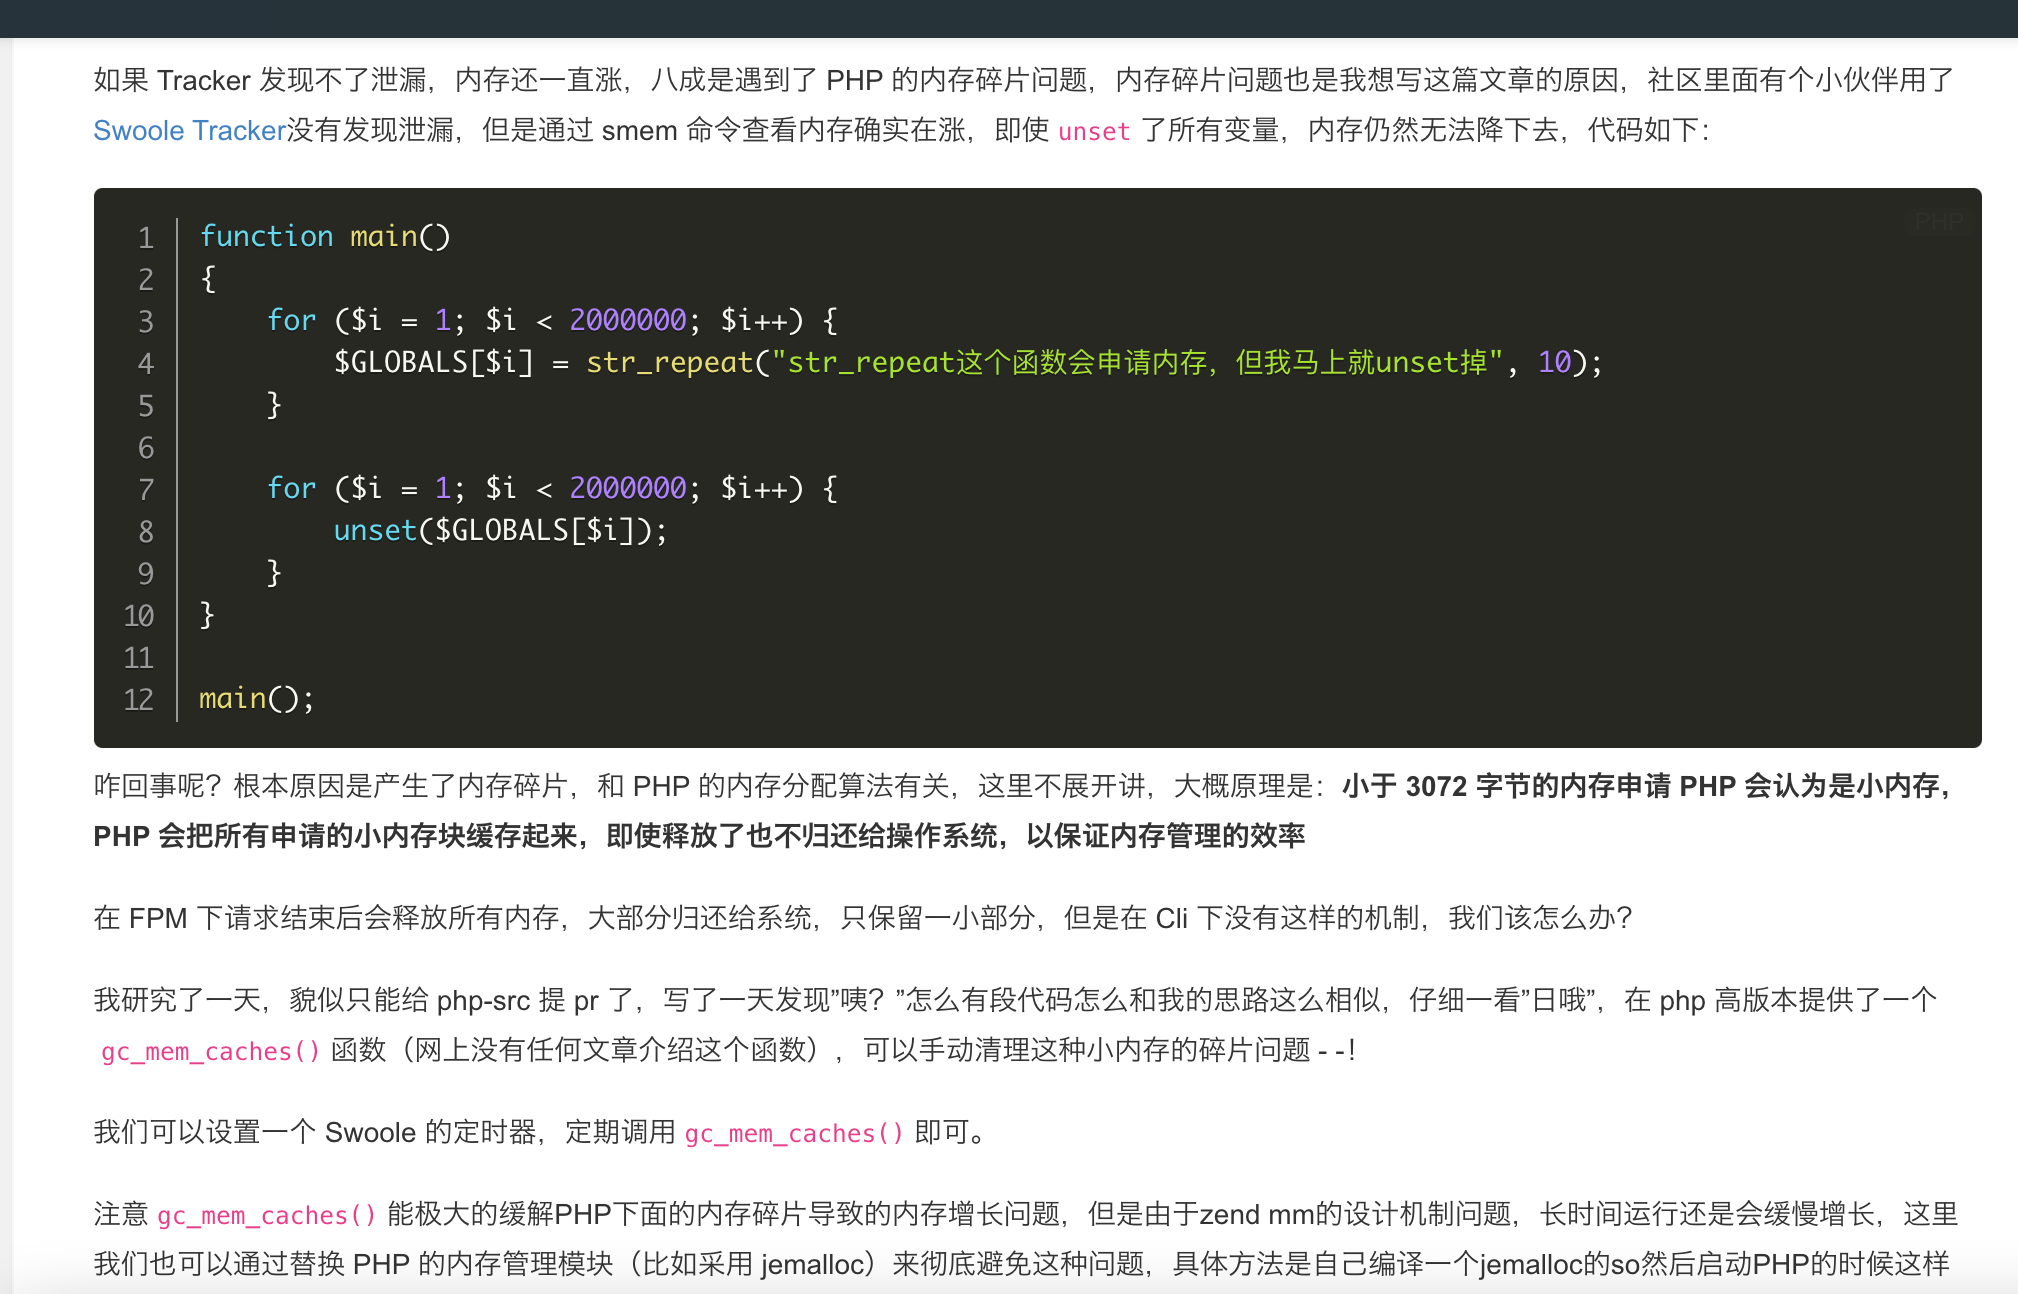 如果 Tracker 发现不了泄漏，内存还一直涨，八成是遇到了 PHP 的内存碎片问题，内存碎片问题也是我想写这篇文章的原因，社区里面有个小伙伴用了
Swoole Tracker没有发现泄漏，但是通过 smem 命令查看内存确实在涨，即使 unset 了所有变量，内存仍然无法降下去，代码如下：
PHP
1 function main()
2 {
3     for ($i = 1; $i < 2000000; $i++) {
4         $GLOBALS[$i] = str_repeat("str_repeat这个函数会申请内存，但我马上就unset掉", 10);
5     }
6
7     for ($i = 1; $i < 2000000; $i++) {
8         unset($GLOBALS[$i]);
9     }
10 }
11
12 main();
咋回事呢？根本原因是产生了内存碎片，和 PHP 的内存分配算法有关，这里不展开讲，大概原理是：小于 3072 字节的内存申请 PHP 会认为是小内存，
PHP 会把所有申请的小内存块缓存起来，即使释放了也不归还给操作系统，以保证内存管理的效率
在 FPM 下请求结束后会释放所有内存，大部分归还给系统，只保留一小部分，但是在 Cli 下没有这样的机制，我们该怎么办？
我研究了一天，貌似只能给 php-src 提 pr 了，写了一天发现”咦？”怎么有段代码怎么和我的思路这么相似，仔细一看”日哦”，在 php 高版本提供了一个
gc_mem_caches() 函数（网上没有任何文章介绍这个函数），可以手动清理这种小内存的碎片问题 - -！
我们可以设置一个 Swoole 的定时器，定期调用 gc_mem_caches() 即可。
注意 gc_mem_caches() 能极大的缓解PHP下面的内存碎片导致的内存增长问题，但是由于zend mm的设计机制问题，长时间运行还是会缓慢增长，这里
我们也可以通过替换 PHP 的内存管理模块（比如采用 jemalloc）来彻底避免这种问题，具体方法是自己编译一个jemalloc的so然后启动PHP的时候这样